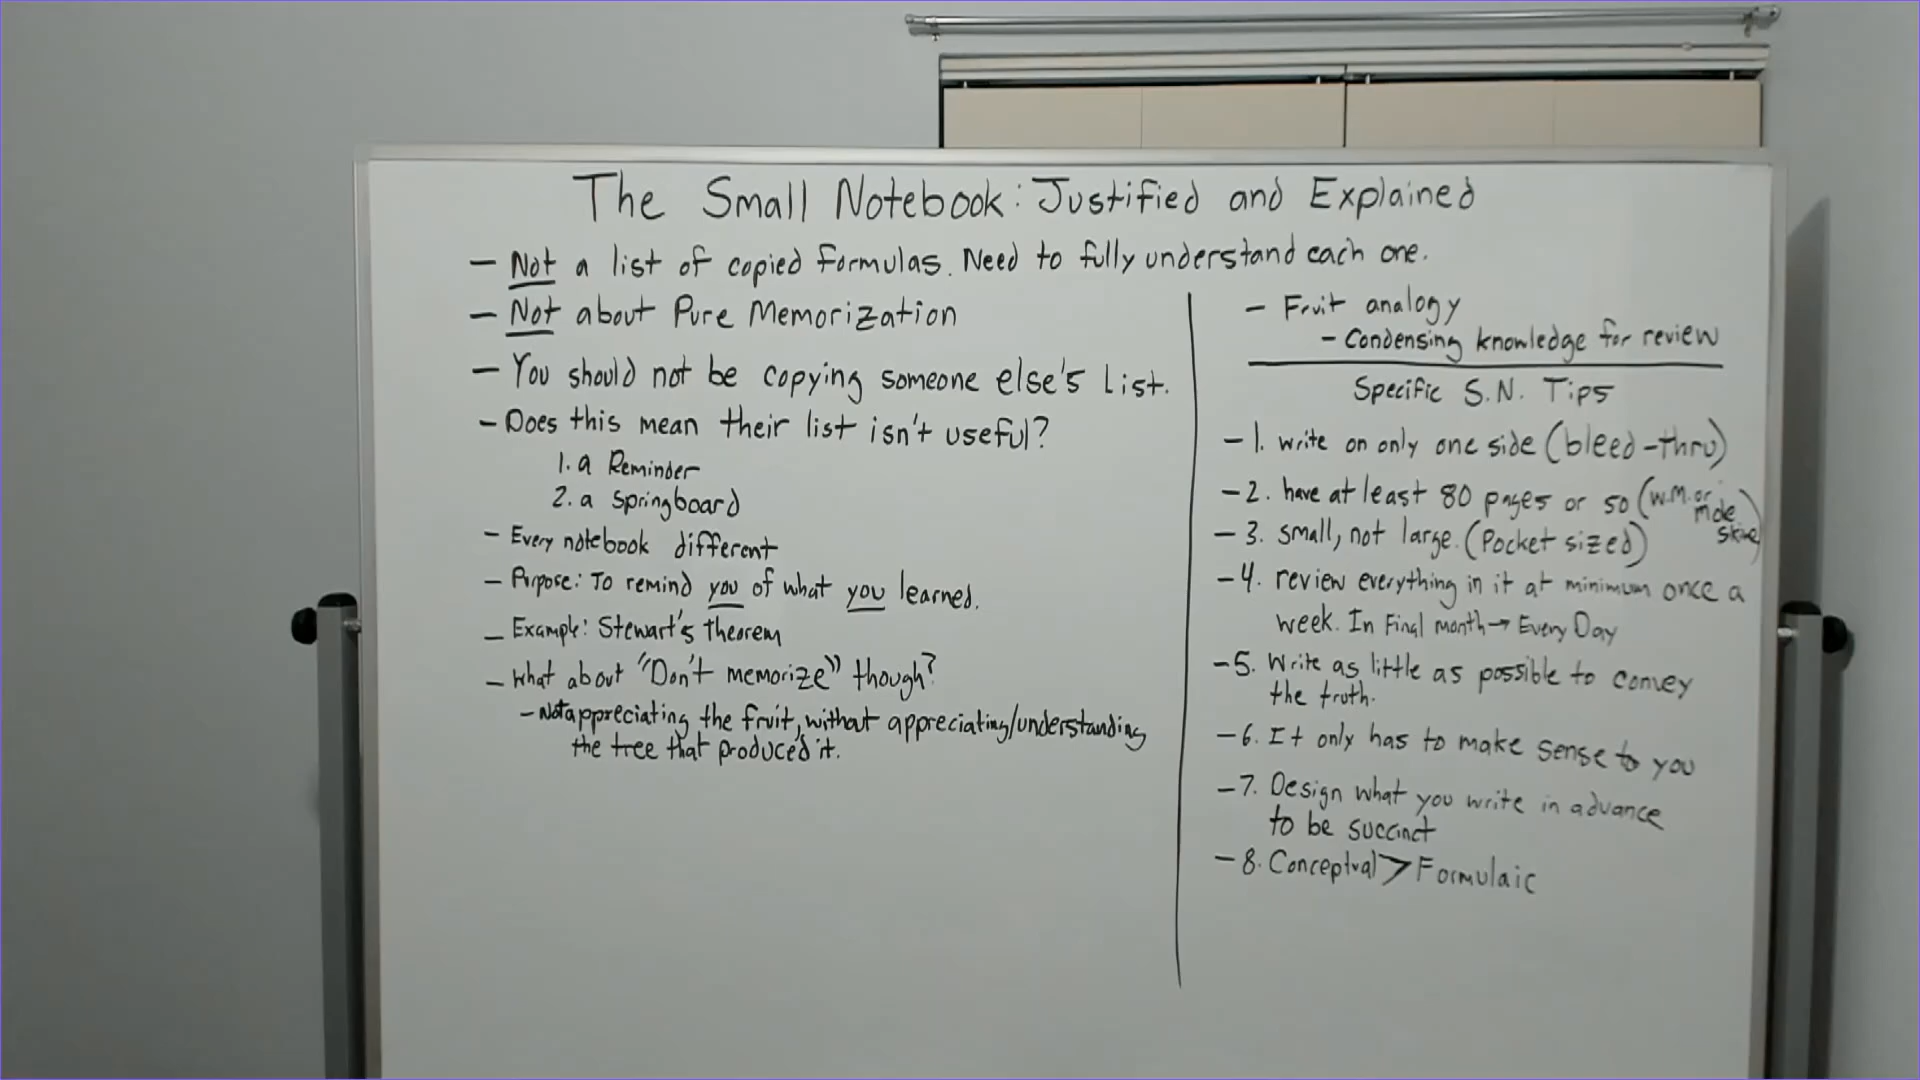 The Small Notebook: Justified and Explained
- Not a list of copied formulas. Need to fully understand each one.
- Not about Pure Memorization
- You should not be copying someone else's list.
- Does this mean their list isn't useful?
1. a Reminder
2. a springboard
- Every notebook different
- Purpose: To remind you of what you learned.
- Example: Stewart's theorem
- What about "Don't memorize" though?
- Not appreciating the fruit, without appreciating/understanding
the tree that produced it.
- Fruit analogy
- Condensing knowledge for review
Specific S.N. Tips
- 1. write on only one side (bleed-thru)
- 2. have at least 80 pages or so (W.M. or
mole
skine)
- 3. small, not large. (Pocket sized)
- 4. review everything in it at minimum once a
week. In Final month → Every Day
- 5. Write as little as possible to convey
the truth.
- 6. It only has to make sense to you
- 7. Design what you write in advance
to be succinct
- 8. Conceptual > Formulaic